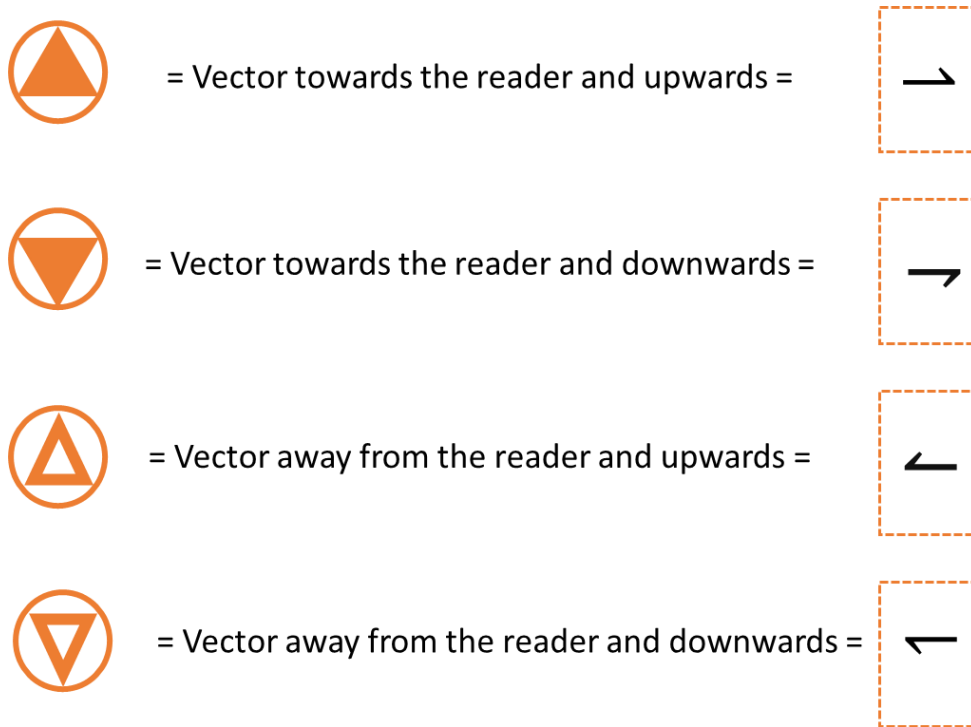 = Vector towards the reader and upwards =
= Vector towards the reader and downwards =
= Vector away from the reader and upwards =
= Vector away from the reader and downwards =